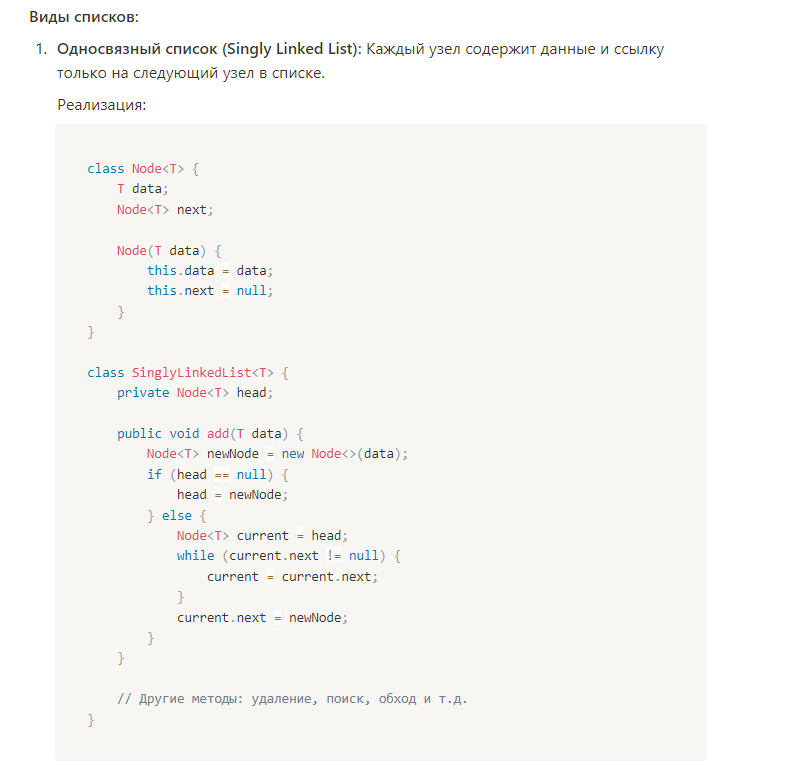 Виды списков:
1. Односвязный список (Singly Linked List): Каждый узел содержит данные и ссылку
только на следующий узел в списке.
Реализация:
class Node<T> {
    T data;
    Node<T> next;

    Node(T data) {
        this.data = data;
        this.next = null;
    }
}

class SinglyLinkedList<T> {
    private Node<T> head;

    public void add(T data) {
        Node<T> newNode = new Node<>(data);
        if (head == null) {
            head = newNode;
        } else {
            Node<T> current = head;
            while (current.next != null) {
                current = current.next;
            }
            current.next = newNode;
        }
    }

    // Другие методы: удаление, поиск, обход и т.д.
}